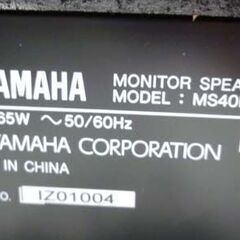 YAMAHA MONITOR SPEA
MODEL: MS40
65W ~ 50/60Hz
YAMAHA CORPORATION
IN CHINA
o. IZ01004